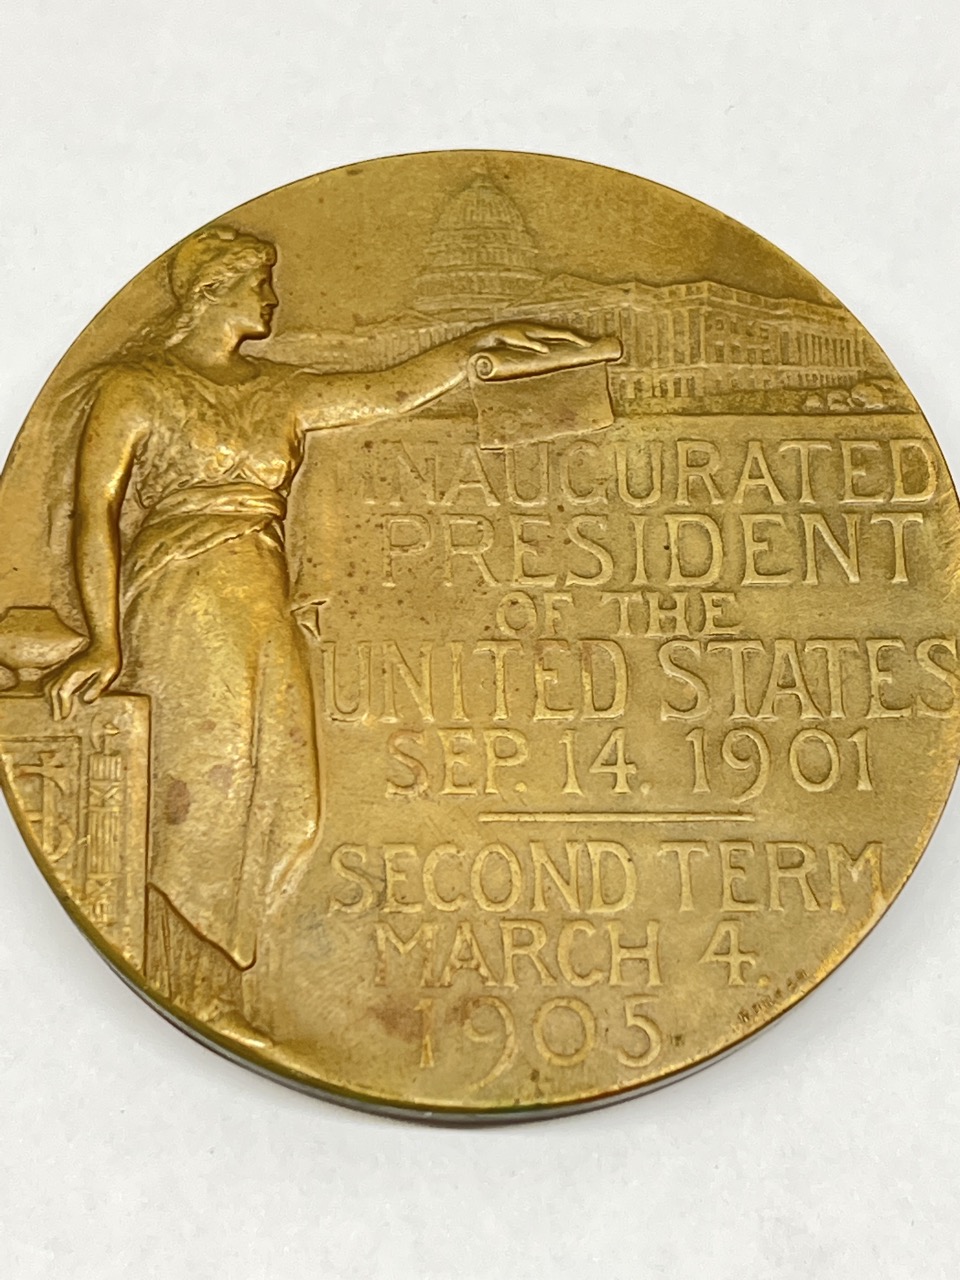 INAUGURATED
PRESIDENT
OF THE
UNITED STATES
SEP. 14. 1901
SECOND TERM
MARCH 4.
1905